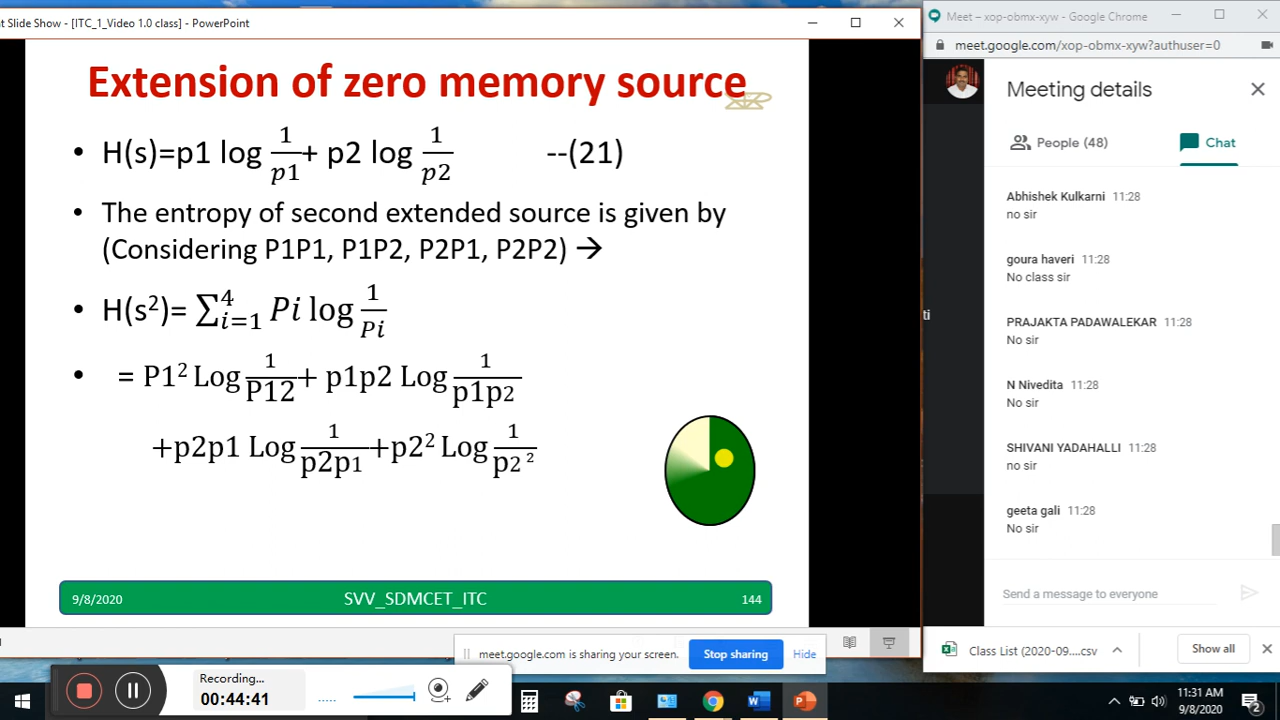 nt Slide Show - [ITC_1_Video 1.0 class] - PowerPoint
Extension of zero memory source
• H(s)=p1 log 1/p1 + p2 log 1/p2 --(21)
• The entropy of second extended source is given by
(Considering P1P1, P1P2, P2P1, P2P2) →
• H(s²)= ∑⁴ᵢ₌₁ Pi log 1/Pi
• = P1² Log 1/P12 + p1p2 Log 1/p1p2
+p2p1 Log 1/p2p1 +p2² Log 1/p2 ²
9/8/2020
SVV_SDMCET_ITC
144
meet.google.com is sharing your screen.
Stop sharing
Hide
Recording...
00:44:41
Meet – xop-obmx-xyw - Google Chrome
meet.google.com/xop-obmx-xyw?authuser=0
Meeting details
People (48)
Chat
Abhishek Kulkarni 11:28
no sir
goura haveri 11:28
No class sir
PRAJAKTA PADAWALEKAR 11:28
No sir
N Nivedita 11:28
No sir
SHIVANI YADAHALLI 11:28
no sir
geeta gali 11:28
No sir
Send a message to everyone
Class List (2020-09....csv
Show all
11:31 AM
9/8/2020
2